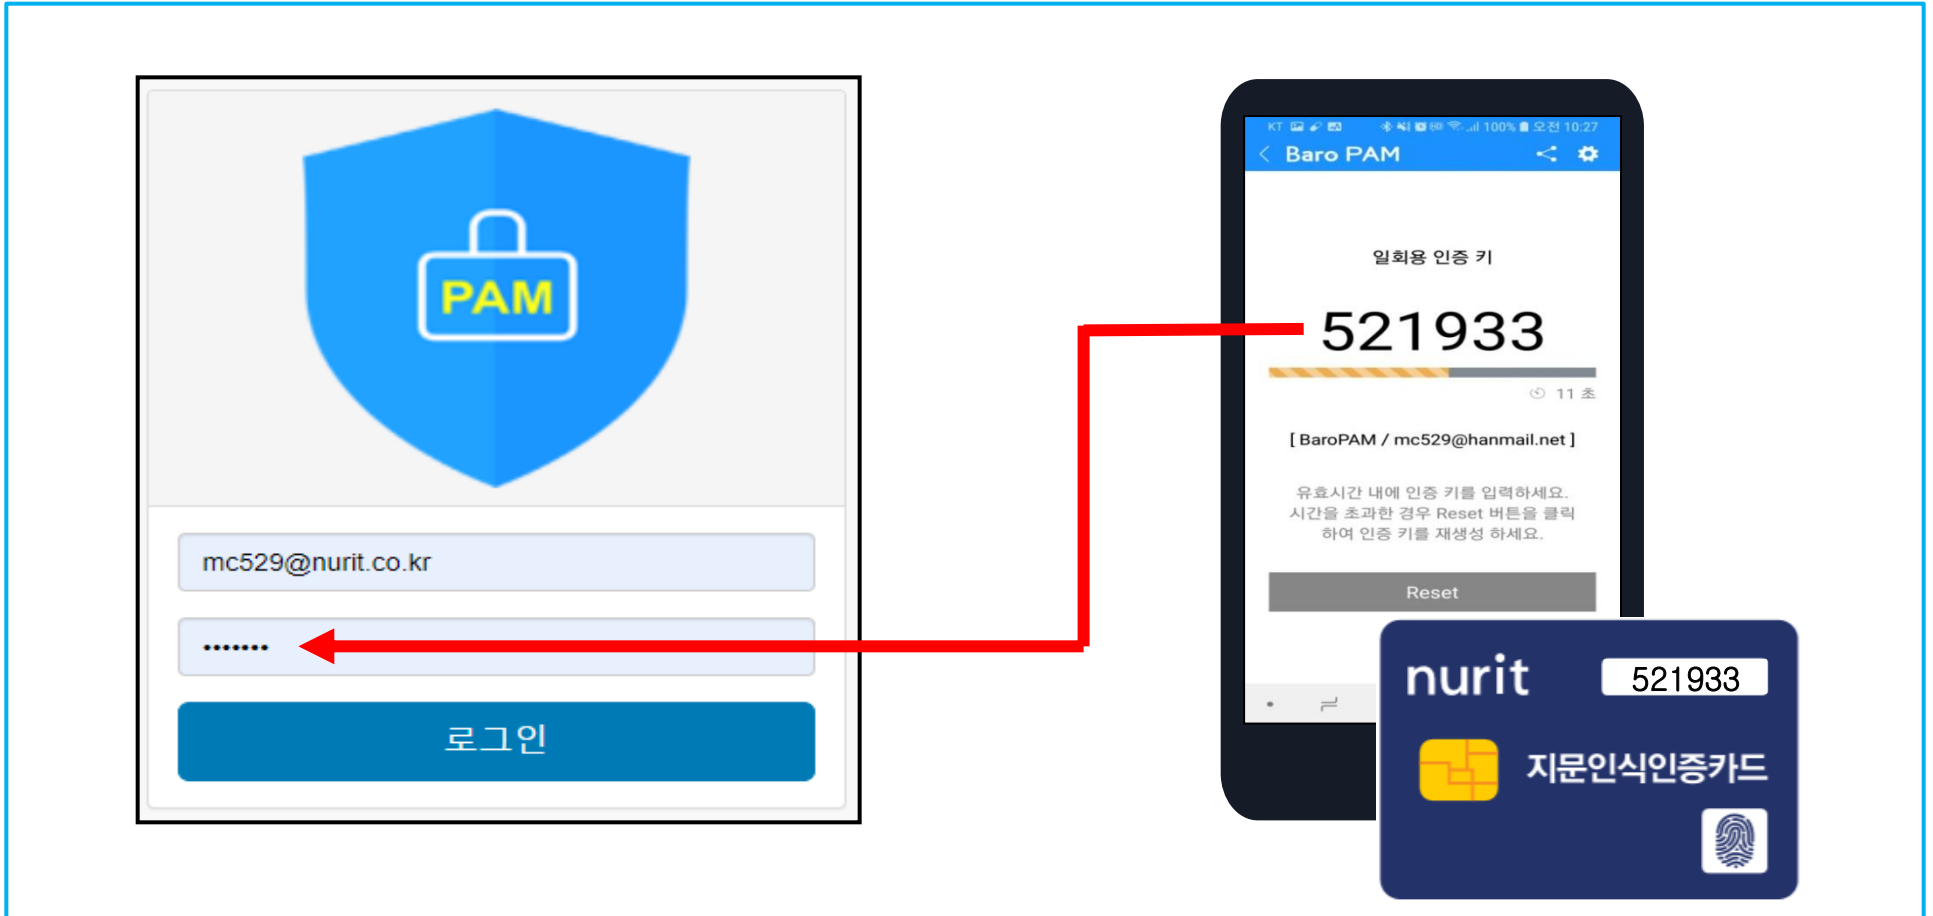 PAM
mc529@nurit.co.kr
•••••••
로그인
KT 100% 오전 10:27
Baro PAM
일회용 인증 키
521933
11 초
[ BaroPAM / mc529@hanmail.net ]
유효시간 내에 인증 키를 입력하세요.
시간을 초과한 경우 Reset 버튼을 클릭
하여 인증 키를 재생성 하세요.
Reset
nurit 521933
지문인식인증카드